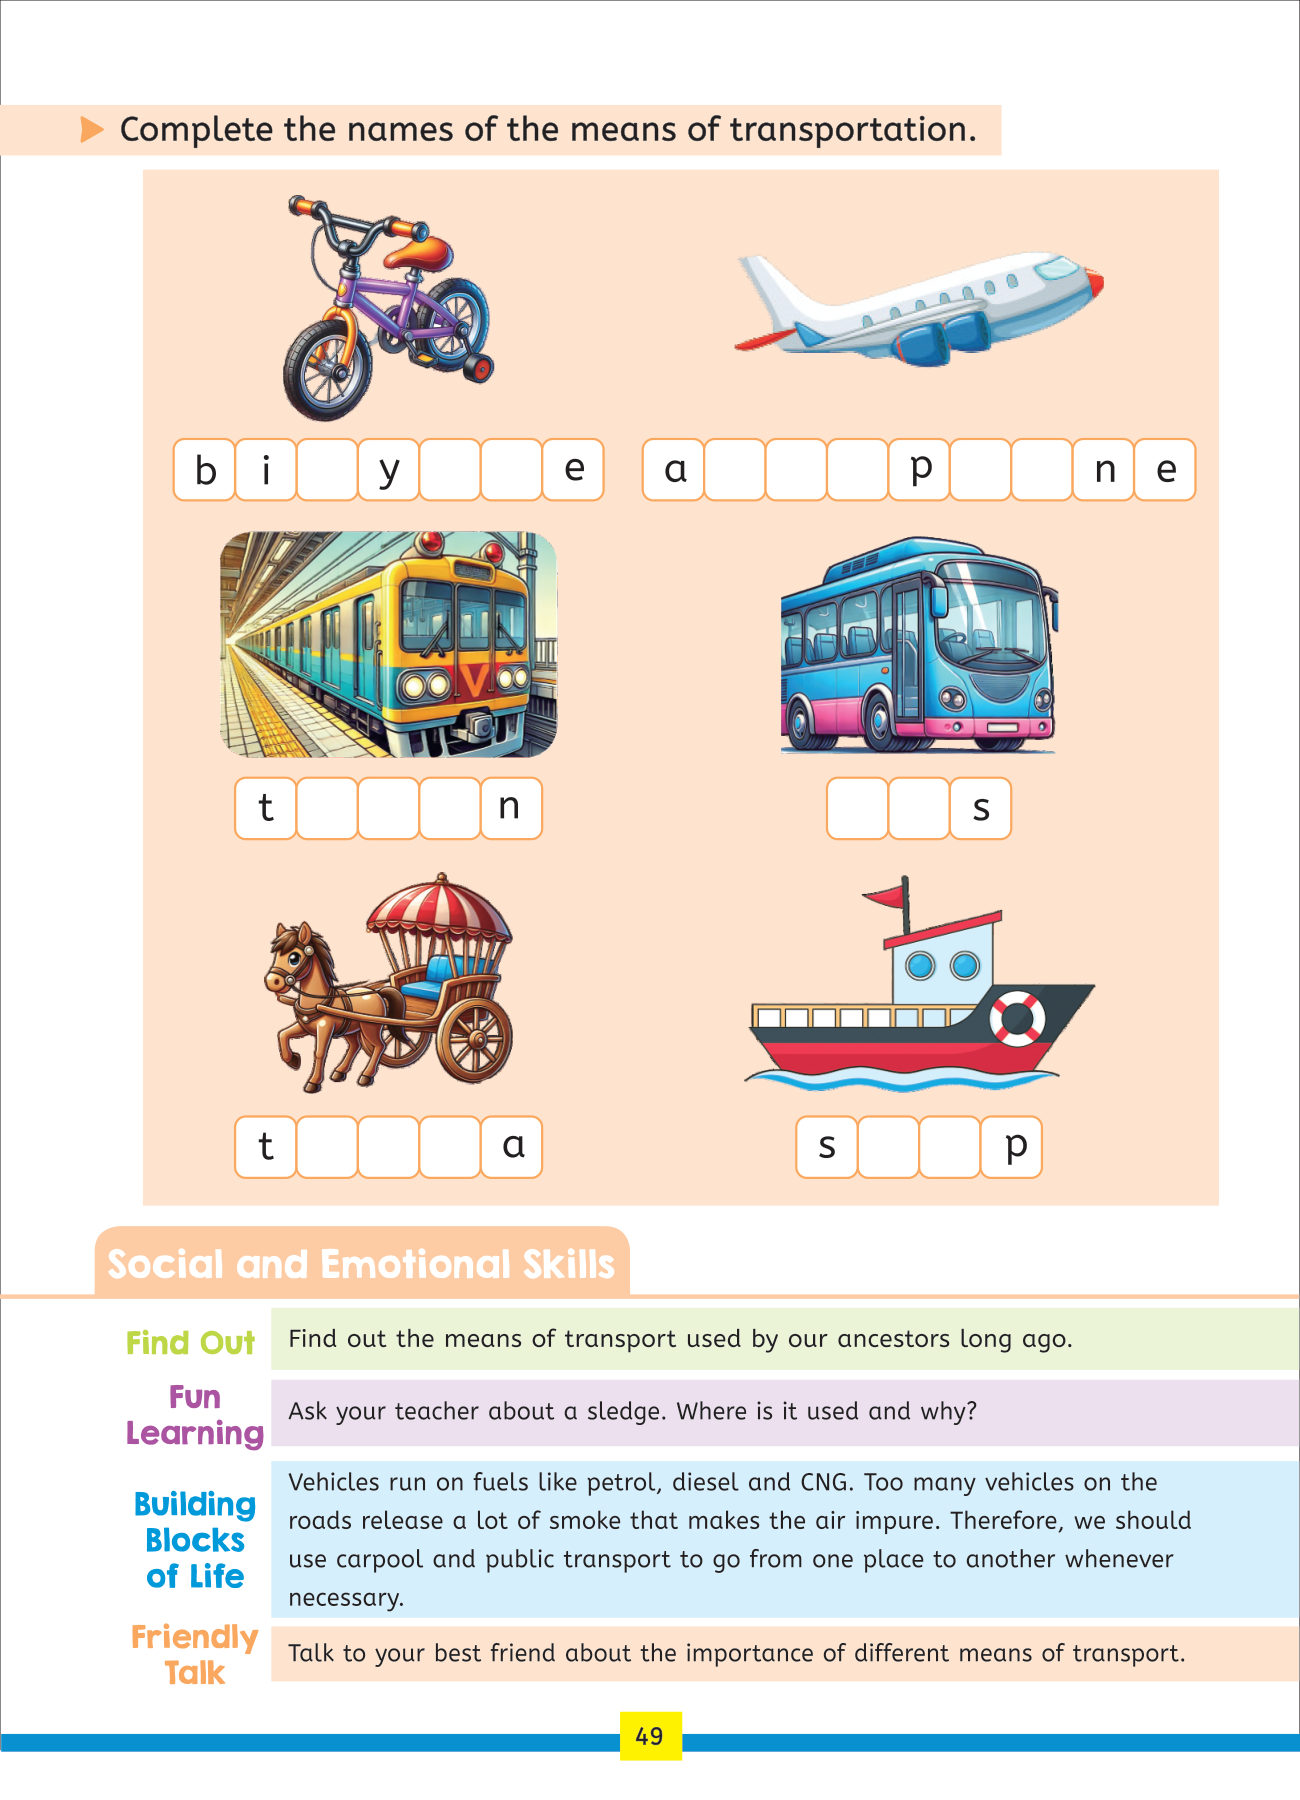 Complete the names of the means of transportation.
b i y e
a p n e
t n
s
t a
s p
Social and Emotional Skills
Find Out
Find out the means of transport used by our ancestors long ago.
Fun
Learning
Ask your teacher about a sledge. Where is it used and why?
Building
Blocks
of Life
Vehicles run on fuels like petrol, diesel and CNG. Too many vehicles on the
roads release a lot of smoke that makes the air impure. Therefore, we should
use carpool and public transport to go from one place to another whenever
necessary.
Friendly
Talk
Talk to your best friend about the importance of different means of transport.
49